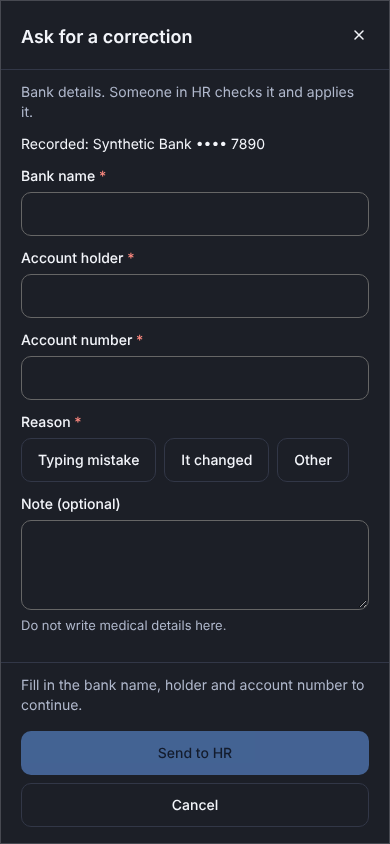 Ask for a correction
Bank details. Someone in HR checks it and applies
it.
Recorded: Synthetic Bank •••• 7890
Bank name *
Account holder *
Account number *
Reason *
Typing mistake It changed Other
Note (optional)
Do not write medical details here.
Fill in the bank name, holder and account number to
continue.
Send to HR
Cancel